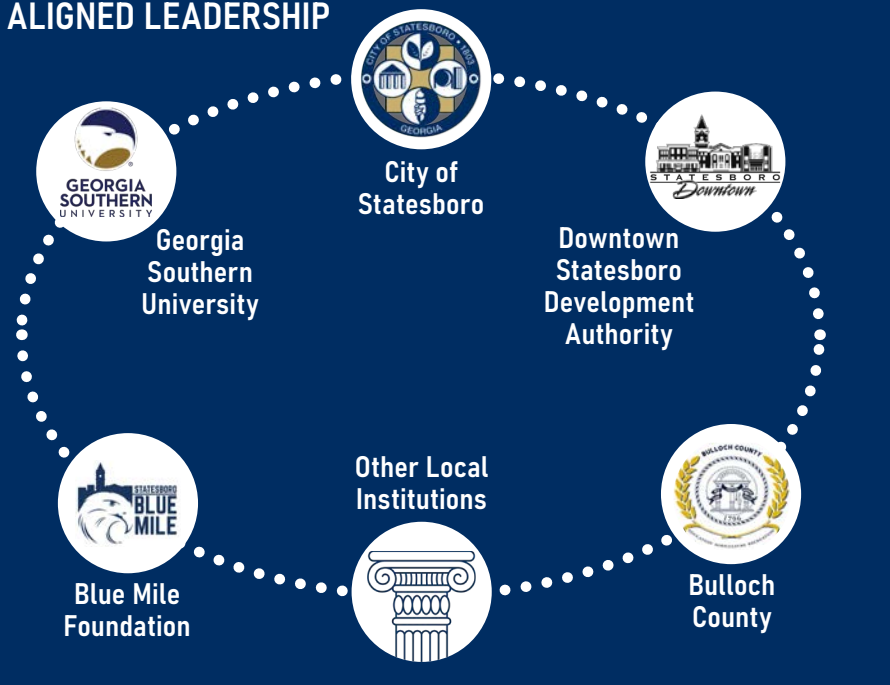 ALIGNED LEADERSHIP
CITY OF STATESBORO • 1803
GEORGIA
City of
Statesboro
GEORGIA
SOUTHERN
UNIVERSITY
Georgia
Southern
University
STATESBORO
Downtown
Downtown
Statesboro
Development
Authority
STATESBORO
BLUE
MILE
Blue Mile
Foundation
Other Local
Institutions
BULLOCH COUNTY
1796
Bulloch
County